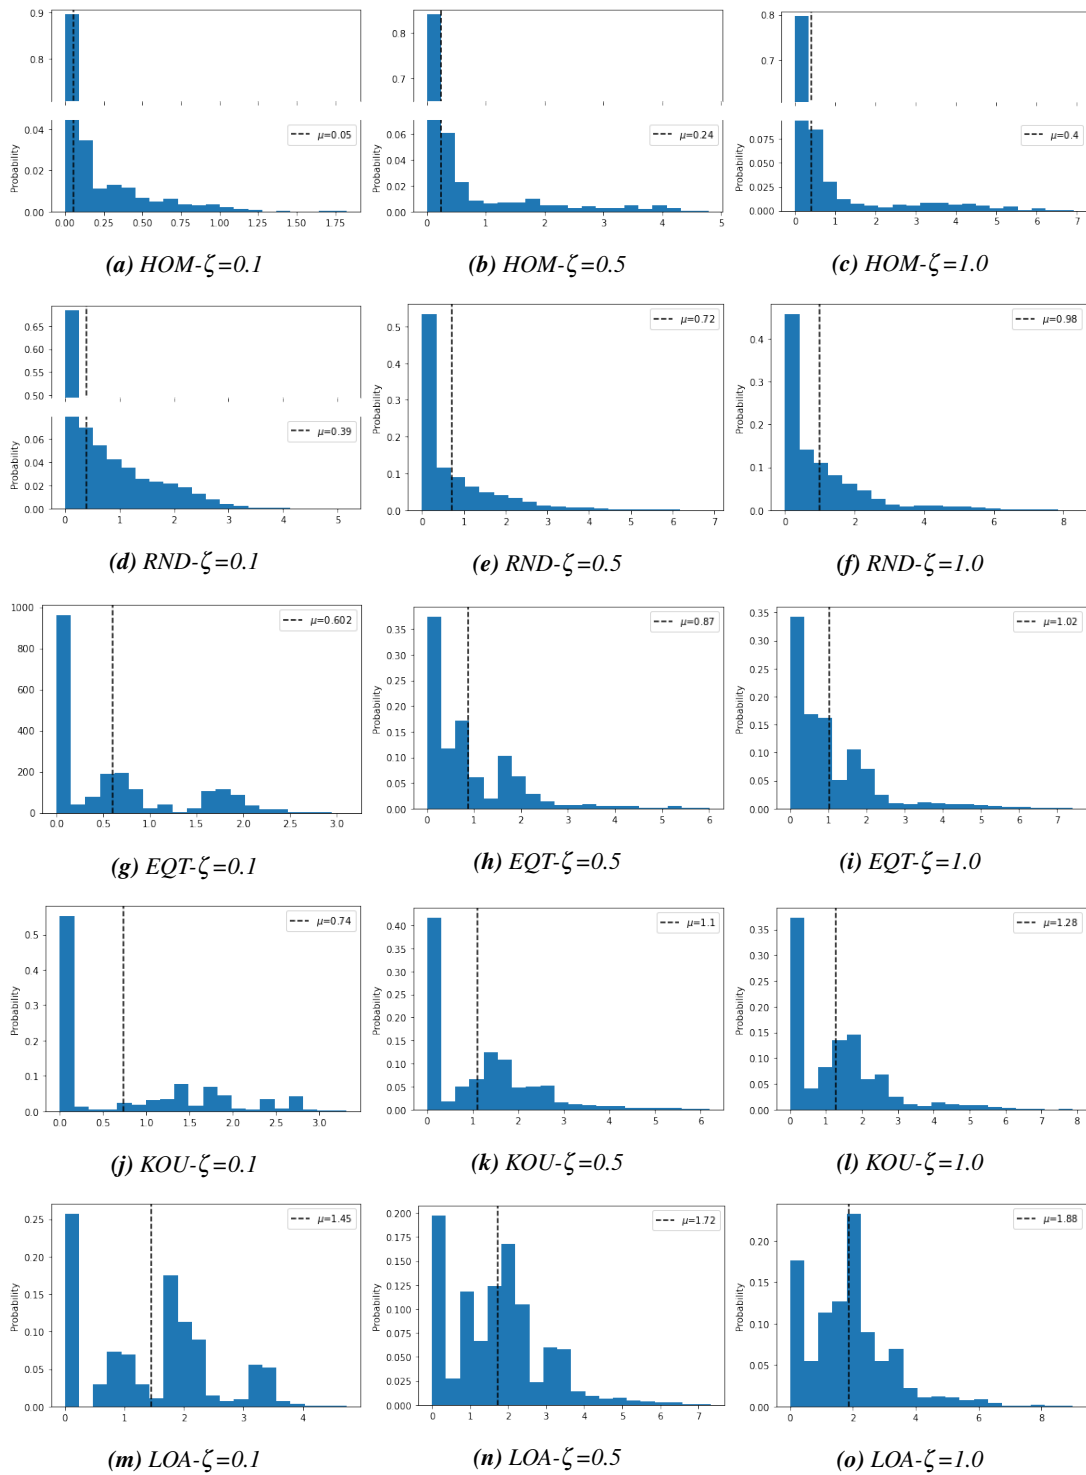 0.9
0.8
0.04
0.02
0.00
Probability
μ=0.05
0.00 0.25 0.50 0.75 1.00 1.25 1.50 1.75
(a) HOM-ζ=0.1
0.8
0.7
0.06
0.04
0.02
0.00
Probability
μ=0.24
0 1 2 3 4 5
(b) HOM-ζ=0.5
0.8
0.7
0.075
0.050
0.025
0.000
Probability
μ=0.4
0 1 2 3 4 5 6 7
(c) HOM-ζ=1.0
0.65
0.60
0.55
0.50
0.06
0.04
0.02
0.00
Probability
μ=0.39
0 1 2 3 4 5
(d) RND-ζ=0.1
0.5
0.4
0.3
0.2
0.1
0.0
Probability
μ=0.72
0 1 2 3 4 5 6 7
(e) RND-ζ=0.5
0.4
0.3
0.2
0.1
0.0
Probability
μ=0.98
0 2 4 6 8
(f) RND-ζ=1.0
1000
800
600
400
200
0
μ=0.602
0.0 0.5 1.0 1.5 2.0 2.5 3.0
(g) EQT-ζ=0.1
0.35
0.30
0.25
0.20
0.15
0.10
0.05
0.00
Probability
μ=0.87
0 1 2 3 4 5 6
(h) EQT-ζ=0.5
0.35
0.30
0.25
0.20
0.15
0.10
0.05
0.00
Probability
μ=1.02
0 1 2 3 4 5 6 7
(i) EQT-ζ=1.0
0.5
0.4
0.3
0.2
0.1
0.0
Probability
μ=0.74
0.0 0.5 1.0 1.5 2.0 2.5 3.0
(j) KOU-ζ=0.1
0.40
0.35
0.30
0.25
0.20
0.15
0.10
0.05
0.00
Probability
μ=1.1
0 1 2 3 4 5 6
(k) KOU-ζ=0.5
0.35
0.30
0.25
0.20
0.15
0.10
0.05
0.00
Probability
μ=1.28
0 1 2 3 4 5 6 7 8
(l) KOU-ζ=1.0
0.25
0.20
0.15
0.10
0.05
0.00
Probability
μ=1.45
0 1 2 3 4
(m) LOA-ζ=0.1
0.200
0.175
0.150
0.125
0.100
0.075
0.050
0.025
0.000
Probability
μ=1.72
0 1 2 3 4 5 6 7
(n) LOA-ζ=0.5
0.20
0.15
0.10
0.05
0.00
Probability
μ=1.88
0 2 4 6 8
(o) LOA-ζ=1.0